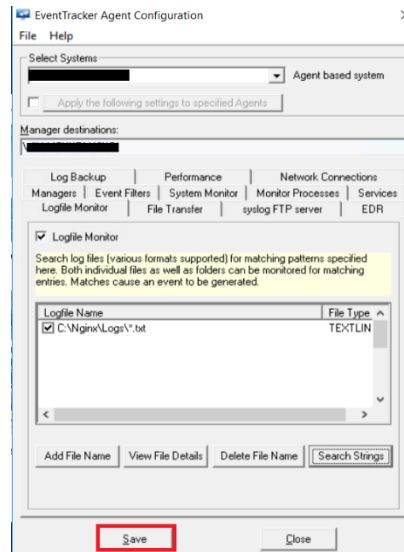 EventTracker Agent Configuration
File Help
Select Systems
Agent based system
Apply the following settings to specified Agents
Manager destinations:
Log Backup Performance Network Connections
Managers Event Filters System Monitor Monitor Processes Services
Logfile Monitor File Transfer syslog FTP server EDR
Logfile Monitor
Search log files (various formats supported) for matching patterns specified
here. Both individual files as well as folders can be monitored for matching
entries. Matches cause an event to be generated.
Logfile Name File Type
C:\Nginx\Logs\*.txt TEXTLIN
Add File Name View File Details Delete File Name Search Strings
Save Close